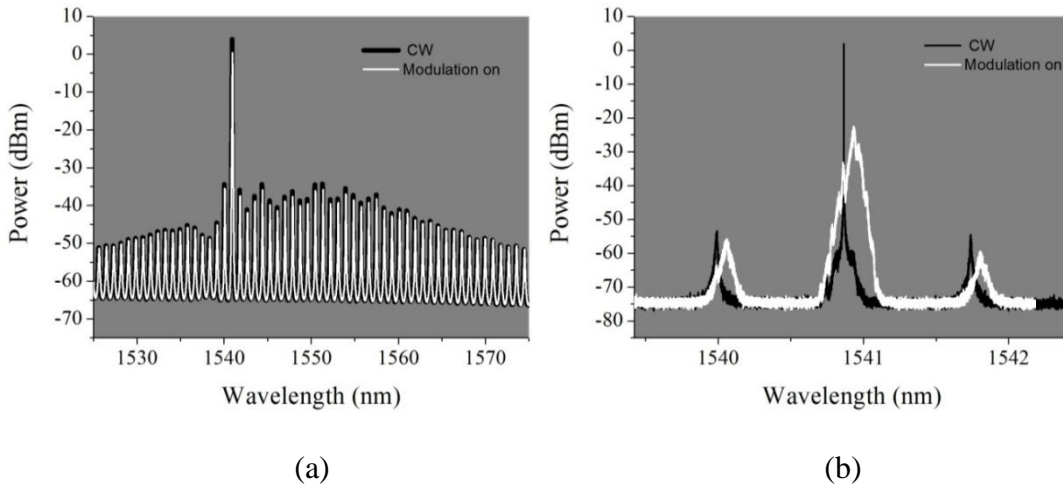 10
0
-10
-20
-30
-40
-50
-60
-70
Power (dBm)
CW
Modulation on
1530 1540 1550 1560 1570
Wavelength (nm)
(a)
10
0
-10
-20
-30
-40
-50
-60
-70
-80
Power (dBm)
CW
Modulation on
1540 1541 1542
Wavelength (nm)
(b)